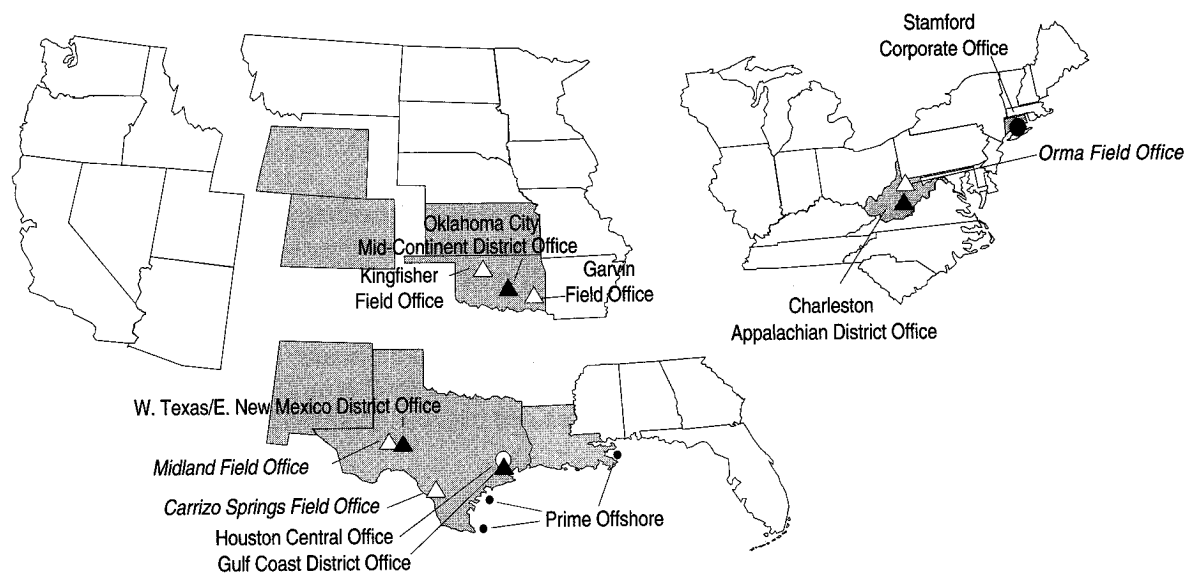 Stamford
Corporate Office
Orma Field Office
Oklahoma City
Mid-Continent District Office
Kingfisher
Field Office
Garvin
Field Office
Charleston
Appalachian District Office
W. Texas/E. New Mexico District Office
Midland Field Office
Carrizo Springs Field Office
Houston Central Office
Gulf Coast District Office
Prime Offshore